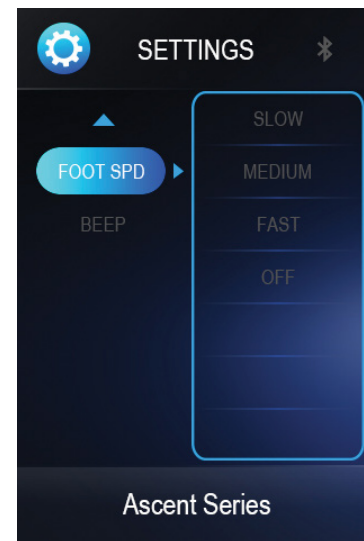 SETTINGS
FOOT SPD
BEEP
SLOW
MEDIUM
FAST
OFF
Ascent Series